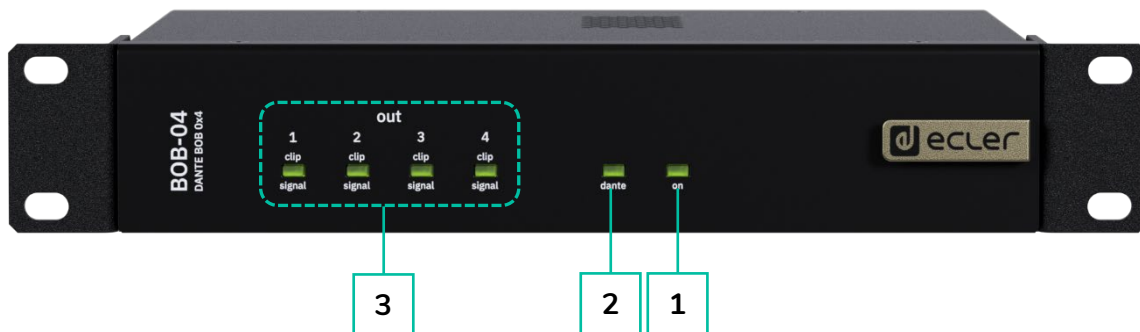 BOB-04
DANTE BOB 0x4
out
1 2 3 4
clip clip clip clip
signal signal signal signal
dante on
ecler
3 2 1